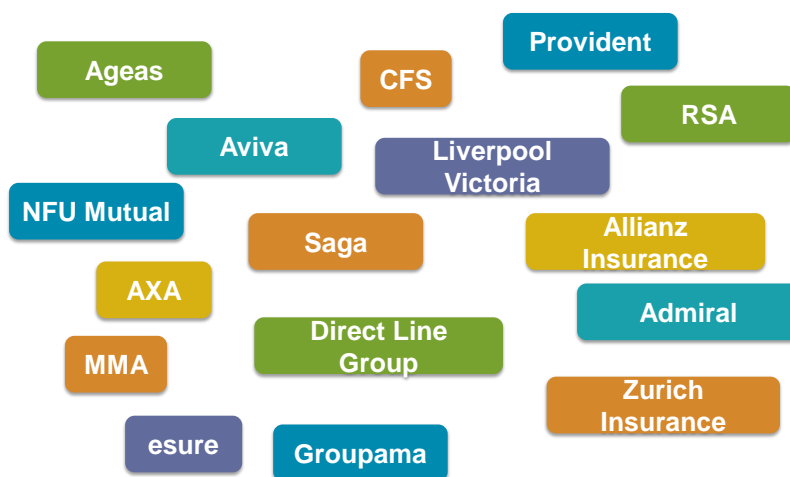 Provident
Ageas
CFS
RSA
Aviva
Liverpool
Victoria
NFU Mutual
Saga
Allianz
Insurance
AXA
Admiral
Direct Line
Group
MMA
Zurich
Insurance
esure
Groupama